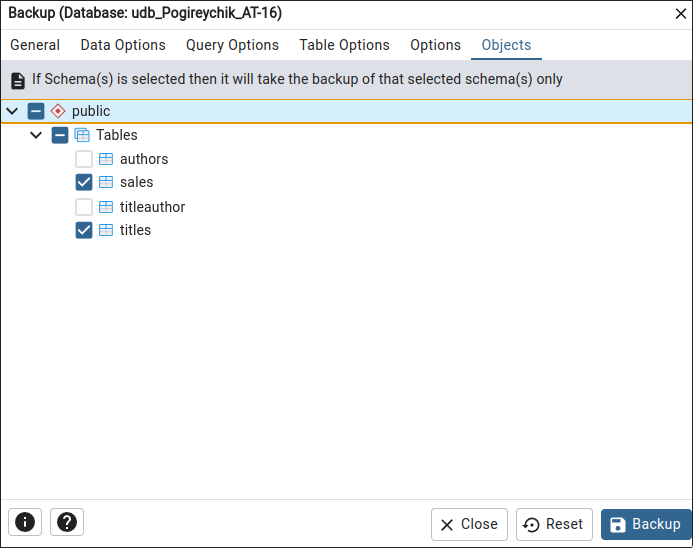 Backup (Database: udb_Pogireychik_AT-16)
General Data Options Query Options Table Options Options Objects
If Schema(s) is selected then it will take the backup of that selected schema(s) only
public
Tables
authors
sales
titleauthor
titles
Close Reset Backup